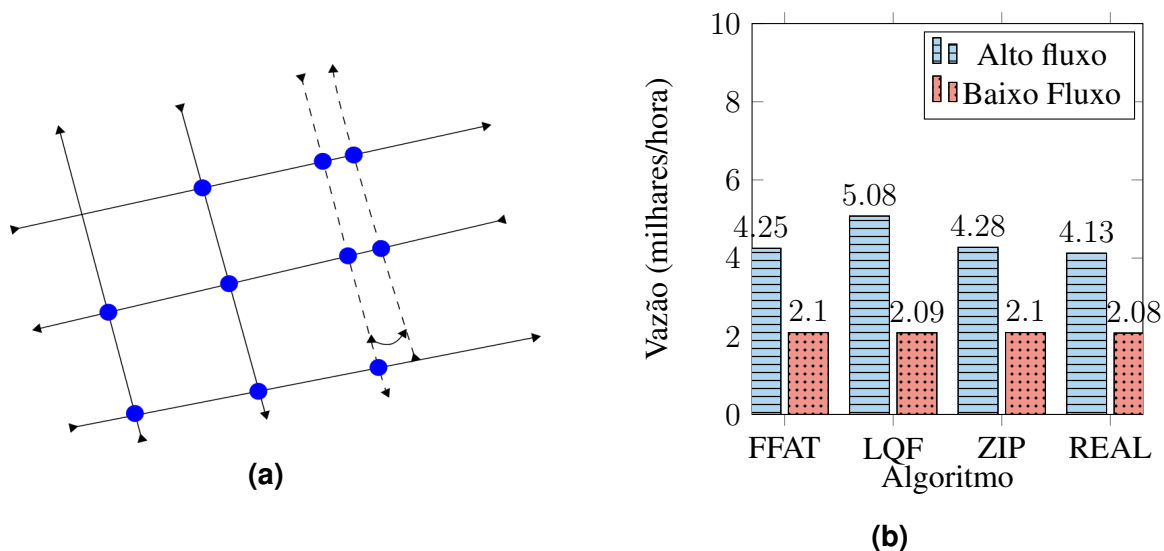 (a)
Vazão (milhares/hora)
10
8
6
4
2
0
Alto fluxo
Baixo Fluxo
4.25
5.08
4.28
4.13
2.1
2.09
2.1
2.08
FFAT LQF ZIP REAL
Algoritmo
(b)